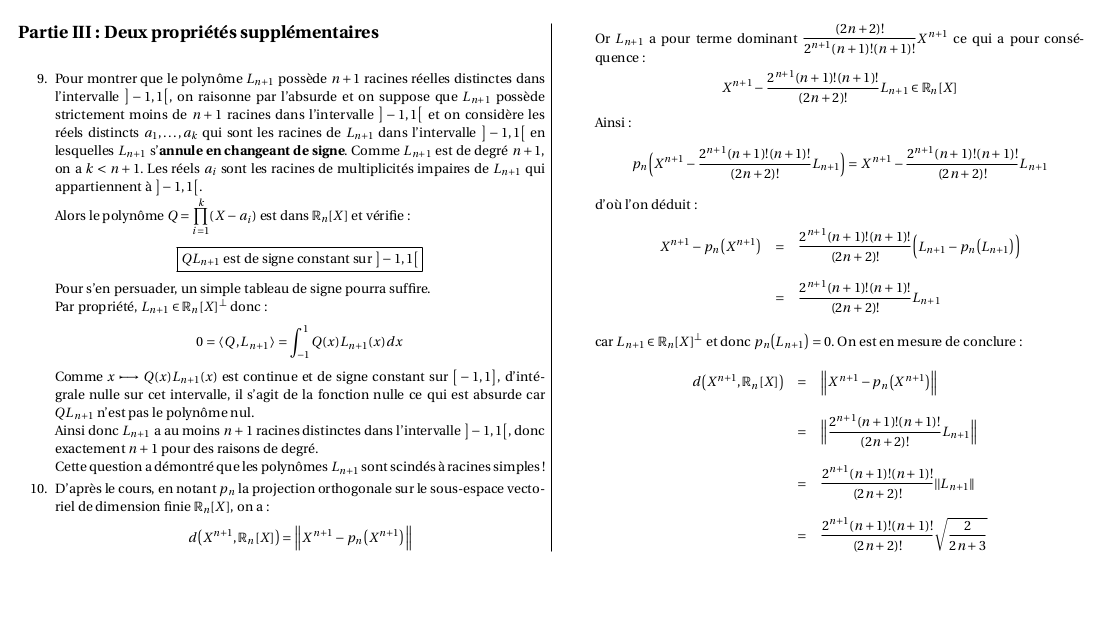 Partie III : Deux propriétés supplémentaires
9. Pour montrer que le polynôme $L_{n+1}$ possède $n+1$ racines réelles distinctes dans
l'intervalle $]-1,1[$, on raisonne par l'absurde et on suppose que $L_{n+1}$ possède
strictement moins de $n+1$ racines dans l'intervalle $]-1,1[$ et on considère les
réels distincts $a_1,\ldots,a_k$ qui sont les racines de $L_{n+1}$ dans l'intervalle $]-1,1[$ en
lesquelles $L_{n+1}$ s'annule en changeant de signe. Comme $L_{n+1}$ est de degré $n+1$,
on a $k < n+1$. Les réels $a_i$ sont les racines de multiplicités impaires de $L_{n+1}$ qui
appartiennent à $]-1,1[$.
Alors le polynôme $Q = \prod_{i=1}^{k}(X-a_i)$ est dans $\mathbb{R}_n[X]$ et vérifie :
$QL_{n+1}$ est de signe constant sur $]-1,1[$
Pour s'en persuader, un simple tableau de signe pourra suffire.
Par propriété, $L_{n+1} \in \mathbb{R}_n[X]^{\perp}$ donc :
$0 = \langle Q, L_{n+1} \rangle = \int_{-1}^{1} Q(x)L_{n+1}(x)\,dx$
Comme $x \longmapsto Q(x)L_{n+1}(x)$ est continue et de signe constant sur $[-1,1]$, d'inté-
grale nulle sur cet intervalle, il s'agit de la fonction nulle ce qui est absurde car
$QL_{n+1}$ n'est pas le polynôme nul.
Ainsi donc $L_{n+1}$ a au moins $n+1$ racines distinctes dans l'intervalle $]-1,1[$, donc
exactement $n+1$ pour des raisons de degré.
Cette question a démontré que les polynômes $L_{n+1}$ sont scindés à racines simples !
10. D'après le cours, en notant $p_n$ la projection orthogonale sur le sous-espace vecto-
riel de dimension finie $\mathbb{R}_n[X]$, on a :
$d(X^{n+1}, \mathbb{R}_n[X]) = \left\| X^{n+1} - p_n(X^{n+1}) \right\|$
Or $L_{n+1}$ a pour terme dominant $\frac{(2n+2)!}{2^{n+1}(n+1)!(n+1)!}X^{n+1}$ ce qui a pour consé-
quence :
$X^{n+1} - \frac{2^{n+1}(n+1)!(n+1)!}{(2n+2)!}L_{n+1} \in \mathbb{R}_n[X]$
Ainsi :
$p_n\left(X^{n+1} - \frac{2^{n+1}(n+1)!(n+1)!}{(2n+2)!}L_{n+1}\right) = X^{n+1} - \frac{2^{n+1}(n+1)!(n+1)!}{(2n+2)!}L_{n+1}$
d'où l'on déduit :
$X^{n+1} - p_n(X^{n+1}) = \frac{2^{n+1}(n+1)!(n+1)!}{(2n+2)!}\left(L_{n+1} - p_n(L_{n+1})\right)$
$= \frac{2^{n+1}(n+1)!(n+1)!}{(2n+2)!}L_{n+1}$
car $L_{n+1} \in \mathbb{R}_n[X]^{\perp}$ et donc $p_n(L_{n+1}) = 0$. On est en mesure de conclure :
$d(X^{n+1}, \mathbb{R}_n[X]) = \left\| X^{n+1} - p_n(X^{n+1}) \right\|$
$= \left\| \frac{2^{n+1}(n+1)!(n+1)!}{(2n+2)!}L_{n+1} \right\|$
$= \frac{2^{n+1}(n+1)!(n+1)!}{(2n+2)!}\|L_{n+1}\|$
$= \frac{2^{n+1}(n+1)!(n+1)!}{(2n+2)!}\sqrt{\frac{2}{2n+3}}$